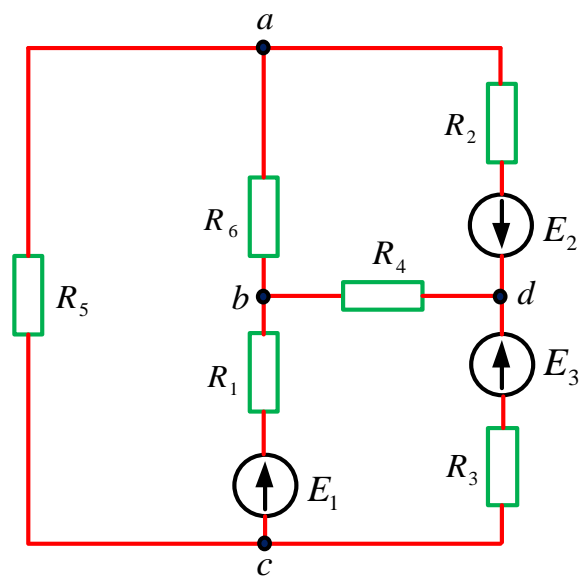 a
R₂
R₆
E₂
R₄
R₅
b
d
R₁
E₃
R₃
E₁
c